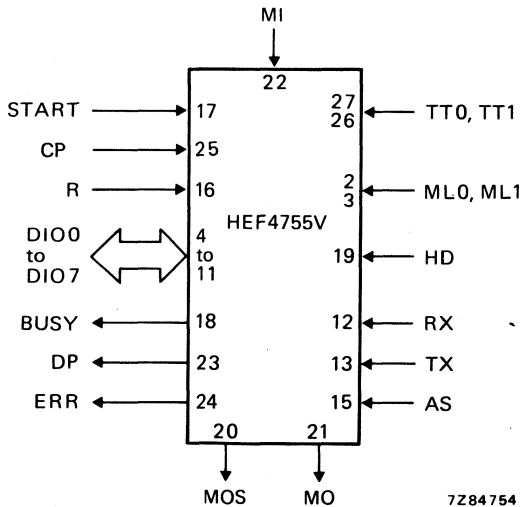 MI
22
START
17
27
26
TT0, TT1
CP
25
R
16
2
3
ML0, ML1
HEF4755V
DIO0
to
DIO7
4
to
11
19
HD
BUSY
18
12
RX
DP
23
13
TX
ERR
24
15
AS
20
21
MOS
MO
7Z84754